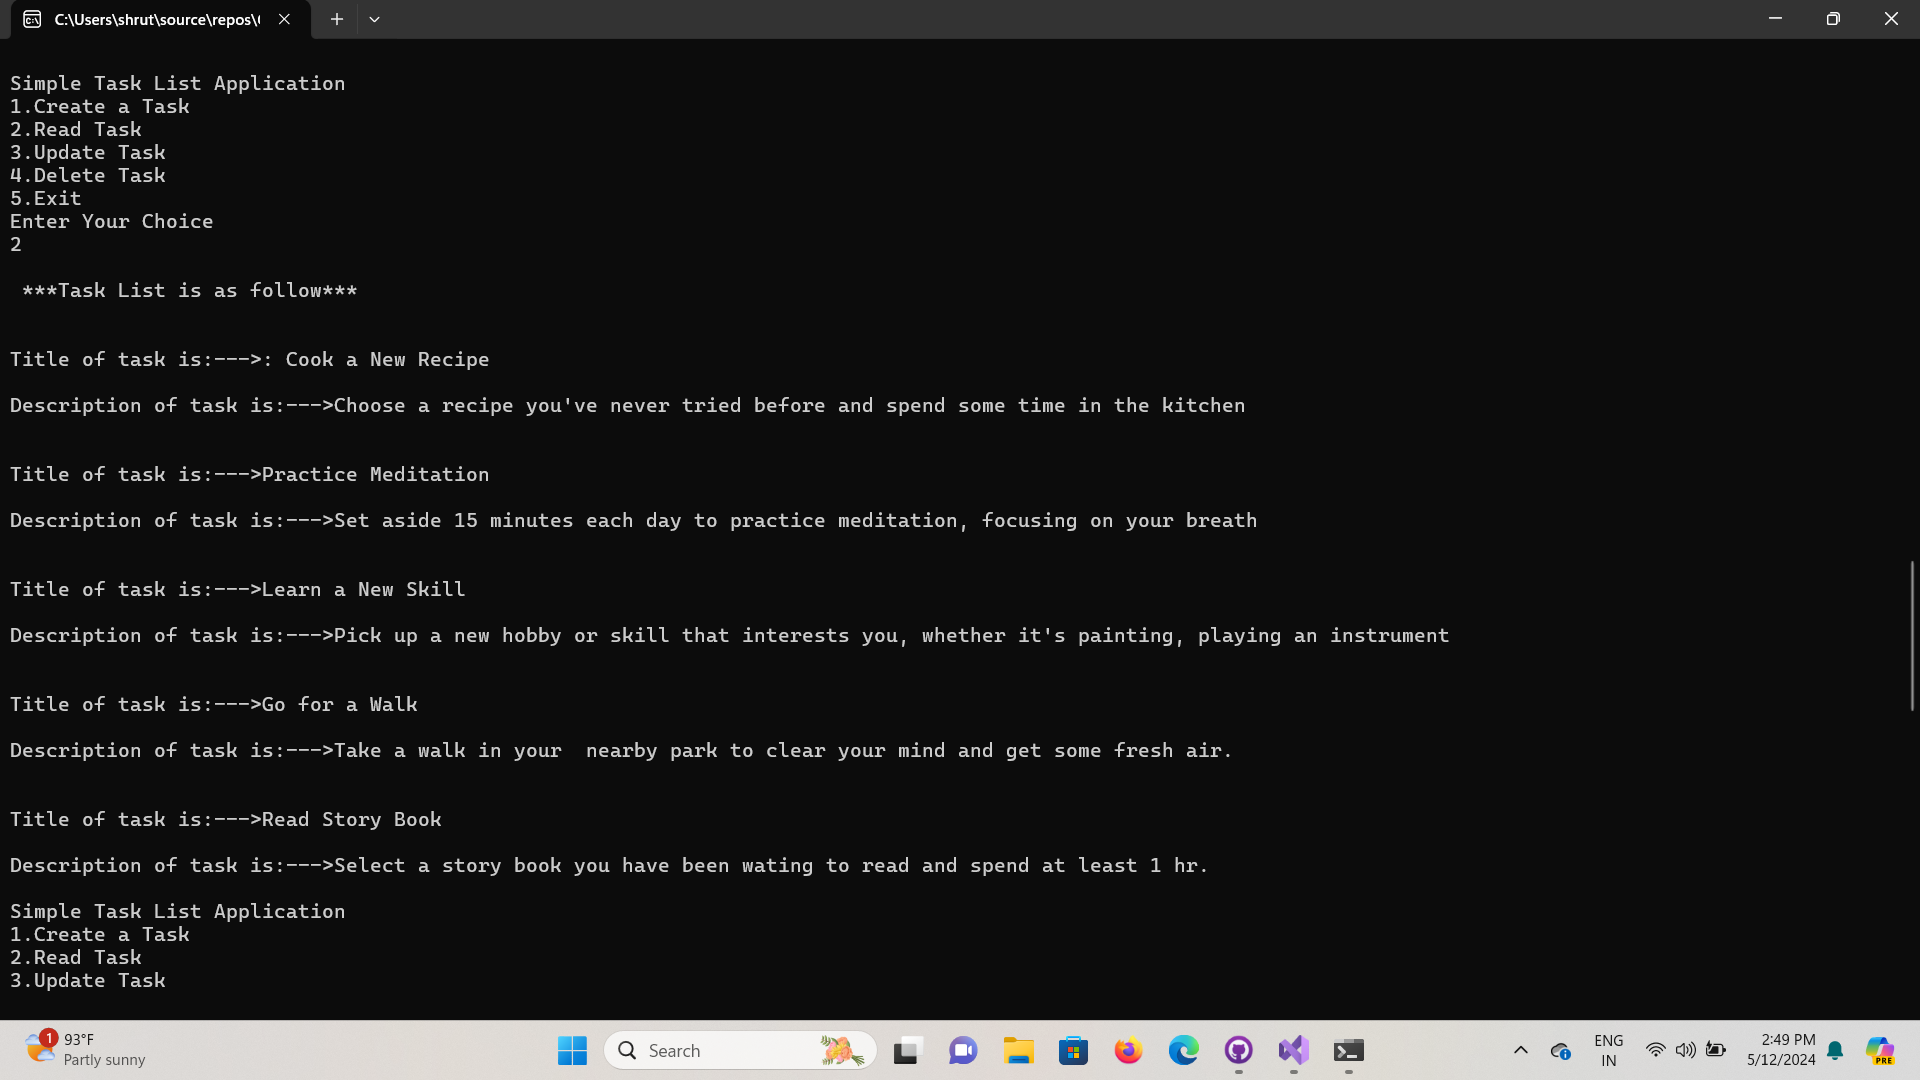 C:\Users\shrut\source\repos\
Simple Task List Application
1.Create a Task
2.Read Task
3.Update Task
4.Delete Task
5.Exit
Enter Your Choice
2
***Task List is as follow***
Title of task is:--->: Cook a New Recipe
Description of task is:--->Choose a recipe you've never tried before and spend some time in the kitchen
Title of task is:--->Practice Meditation
Description of task is:--->Set aside 15 minutes each day to practice meditation, focusing on your breath
Title of task is:--->Learn a New Skill
Description of task is:--->Pick up a new hobby or skill that interests you, whether it's painting, playing an instrument
Title of task is:--->Go for a Walk
Description of task is:--->Take a walk in your  nearby park to clear your mind and get some fresh air.
Title of task is:--->Read Story Book
Description of task is:--->Select a story book you have been wating to read and spend at least 1 hr.
Simple Task List Application
1.Create a Task
2.Read Task
3.Update Task
1
93°F
Partly sunny
Search
ENG
IN
2:49 PM
5/12/2024
PRE